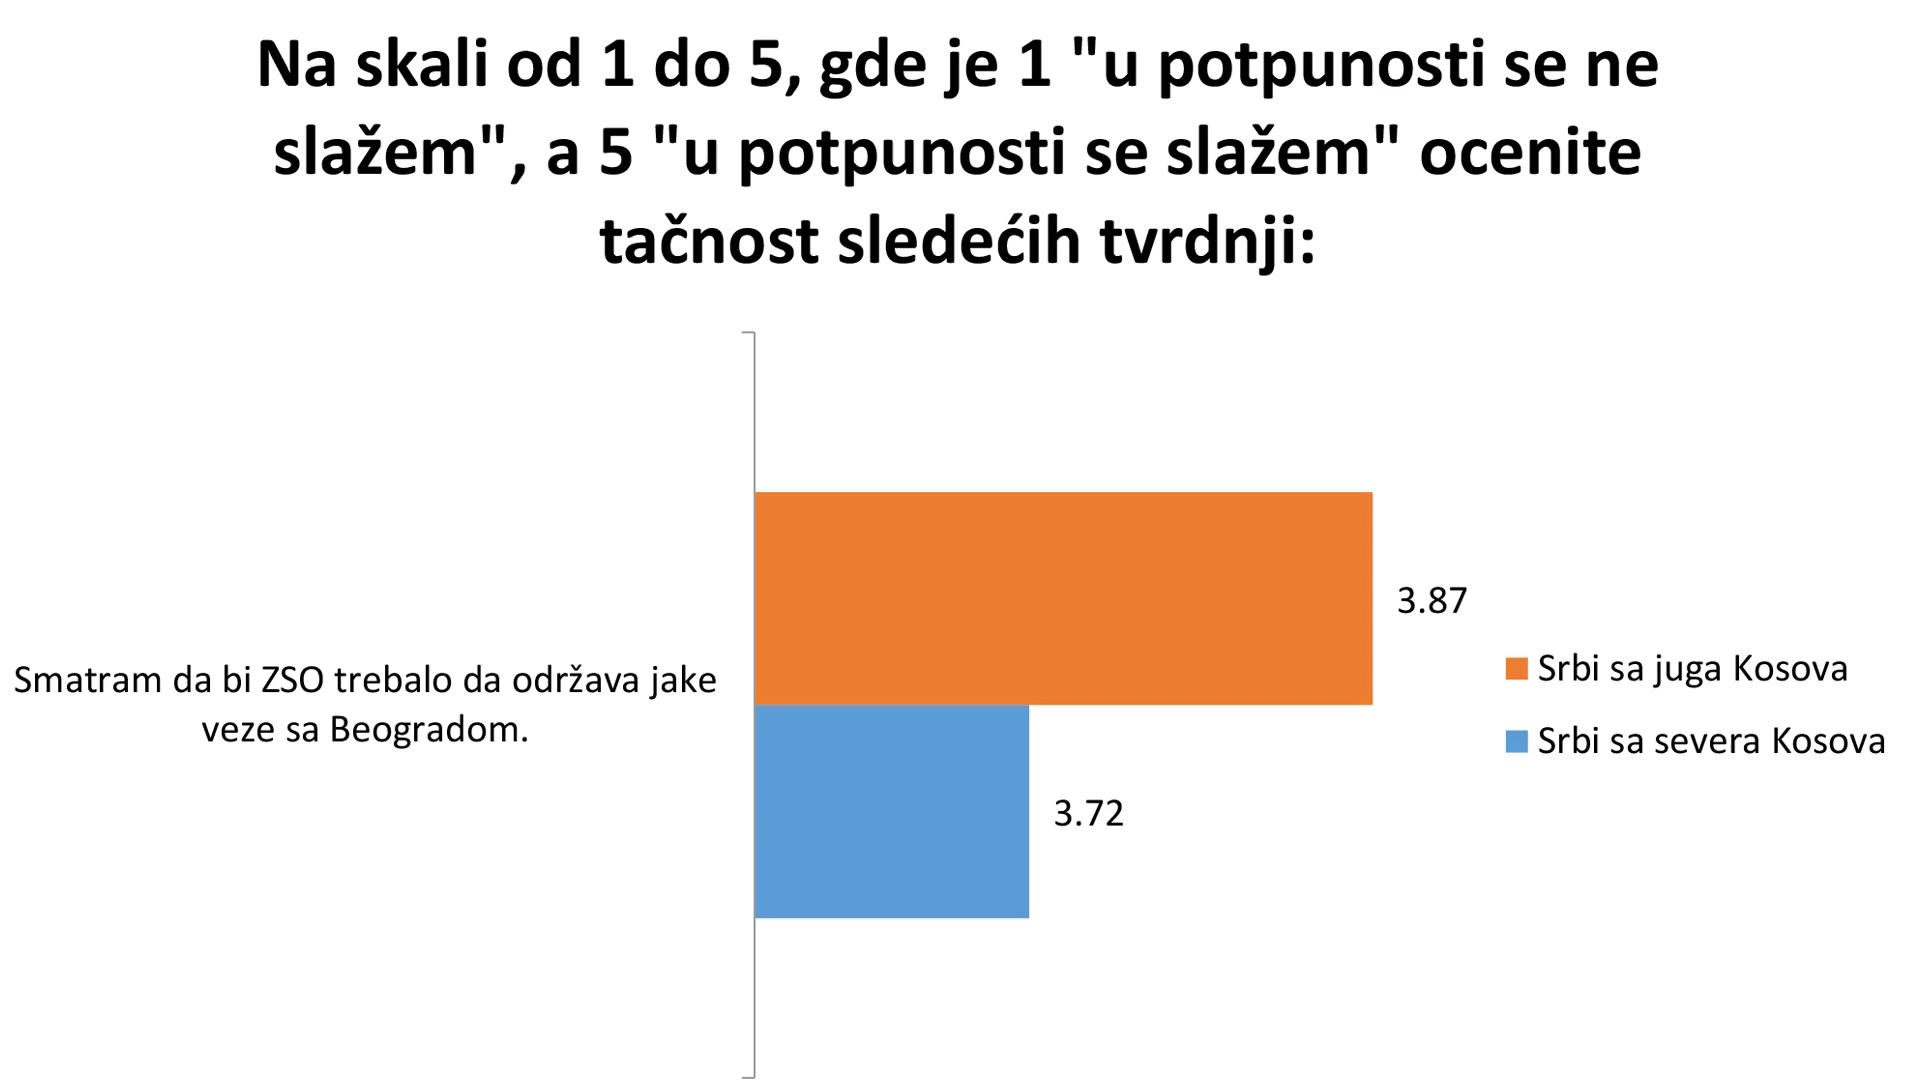 Na skali od 1 do 5, gde je 1 "u potpunosti se ne
slažem", a 5 "u potpunosti se slažem" ocenite
tačnost sledećih tvrdnji:
3.87
Smatram da bi ZSO trebalo da održava jake
veze sa Beogradom.
3.72
Srbi sa juga Kosova
Srbi sa severa Kosova